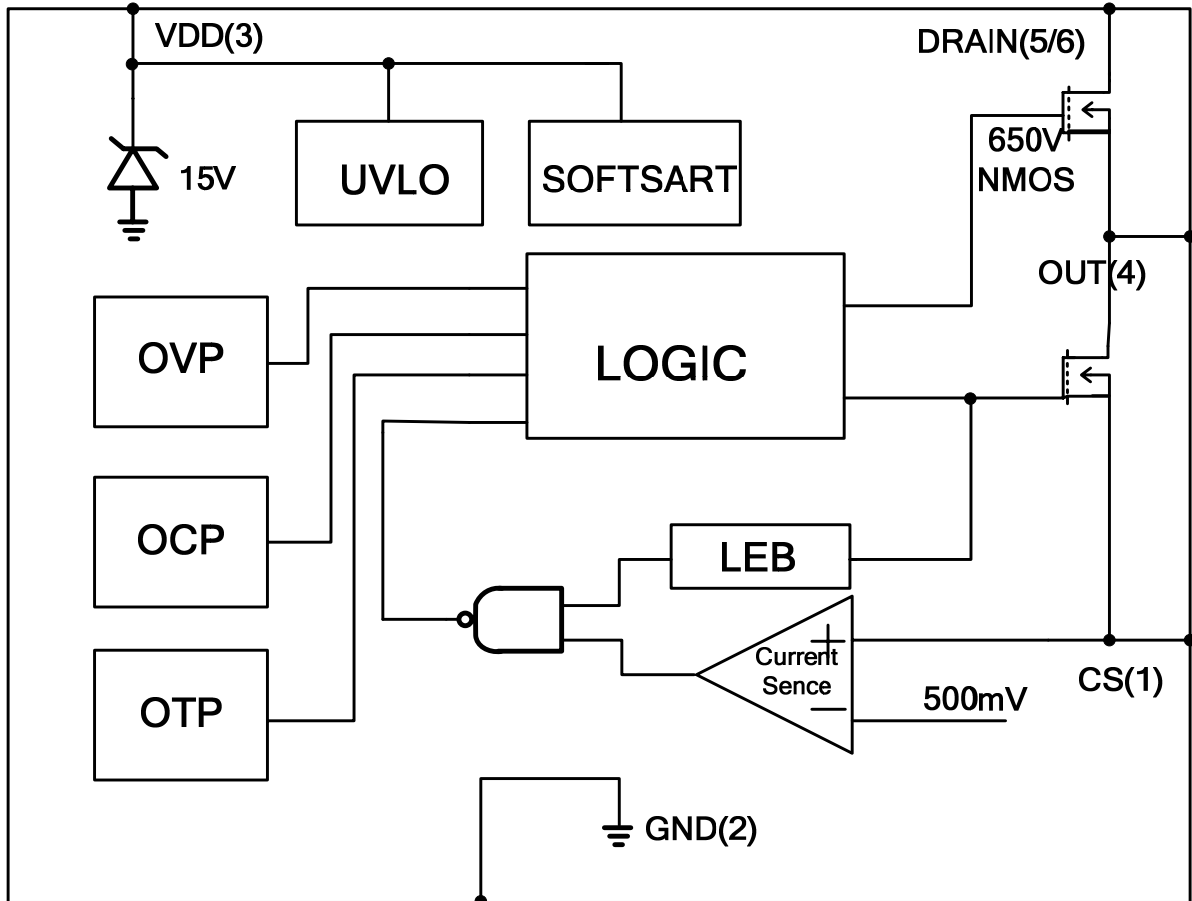 VDD(3)
DRAIN(5/6)
15V
UVLO
SOFTSART
650V
NMOS
OUT(4)
OVP
LOGIC
OCP
LEB
OTP
Current
Sence
+
−
500mV
CS(1)
GND(2)